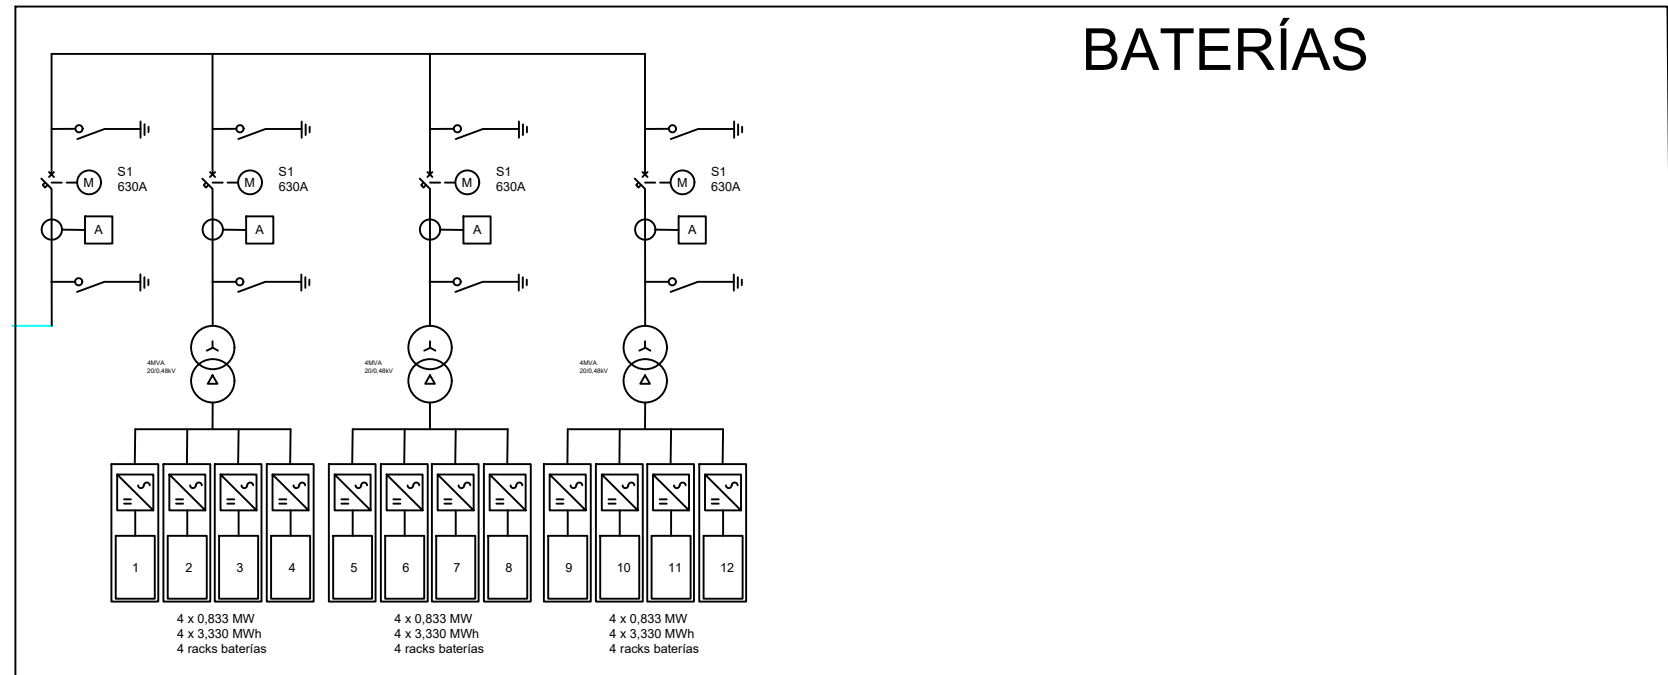 BATERÍAS
S1
630A
M
A
S1
630A
M
A
S1
630A
M
A
S1
630A
M
A
4MVA
20/0,48kV
4MVA
20/0,48kV
4MVA
20/0,48kV
1 2 3 4 5 6 7 8 9 10 11 12
4 x 0,833 MW
4 x 3,330 MWh
4 racks baterías
4 x 0,833 MW
4 x 3,330 MWh
4 racks baterías
4 x 0,833 MW
4 x 3,330 MWh
4 racks baterías